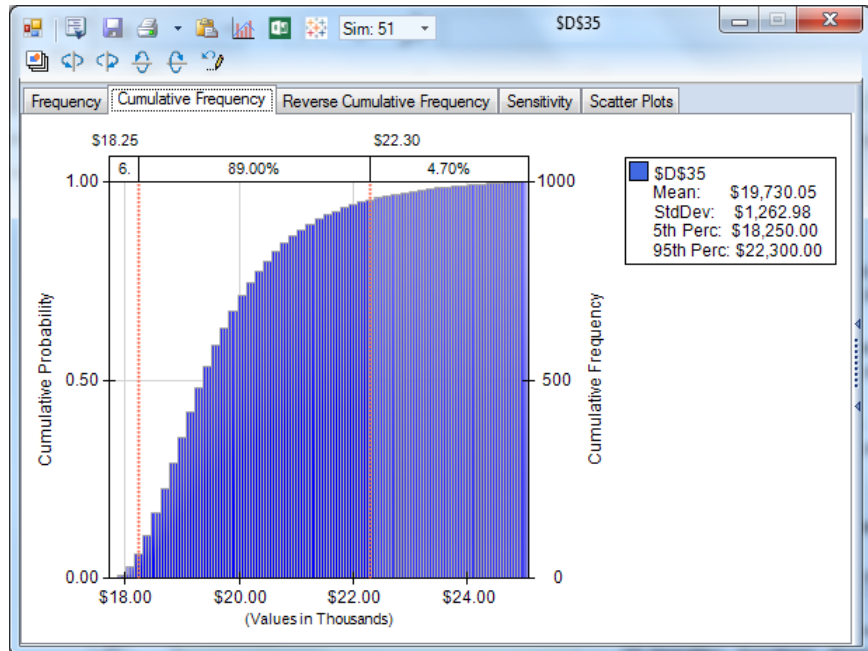 Sim: 51
$D$35
Frequency
Cumulative Frequency
Reverse Cumulative Frequency
Sensitivity
Scatter Plots
$18.25
$22.30
6.
89.00%
4.70%
1.00
0.50
0.00
Cumulative Probability
1000
500
0
Cumulative Frequency
$18.00
$20.00
$22.00
$24.00
(Values in Thousands)
$D$35
Mean: $19,730.05
StdDev: $1,262.98
5th Perc: $18,250.00
95th Perc: $22,300.00